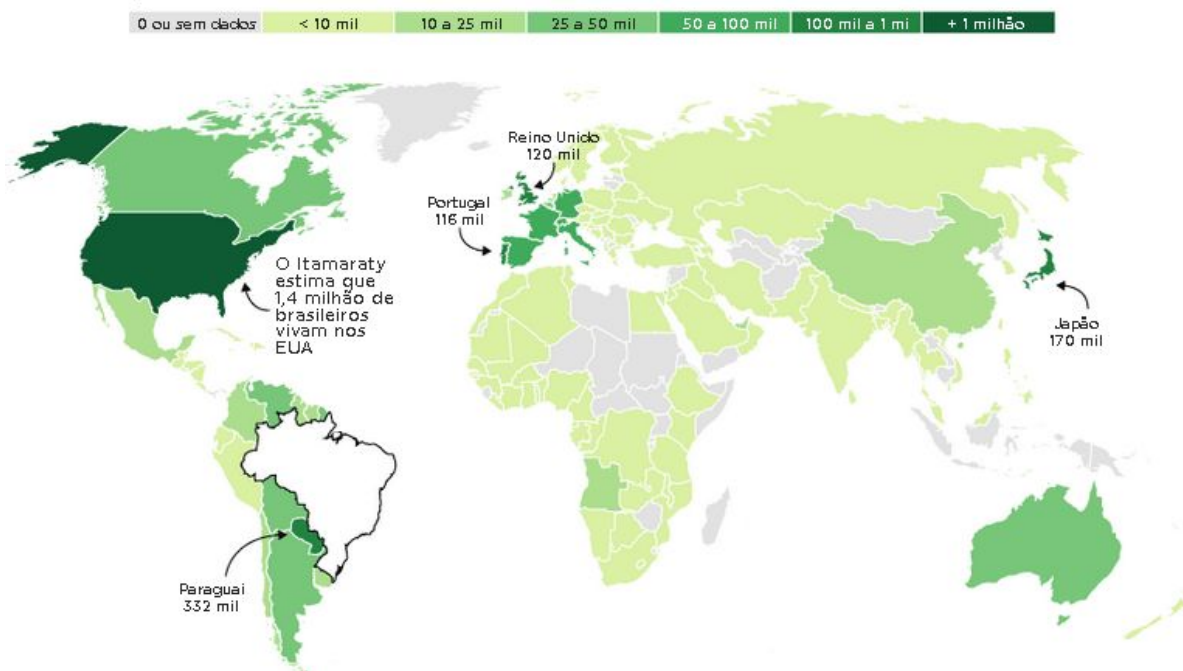 0 ou sem dados < 10 mil 10 a 25 mil 25 a 50 mil 50 a 100 mil 100 mil a 1 mi + 1 milhão
Reino Unido
120 mil
Portugal
116 mil
O Itamaraty
estima que
1,4 milhão de
brasileiros
vivam nos
EUA
Japão
170 mil
Paraguai
332 mil